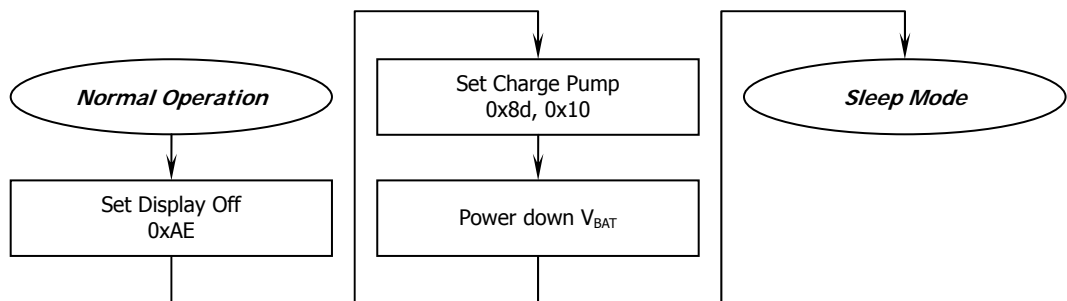 Normal Operation
Set Display Off
0xAE
Set Charge Pump
0x8d, 0x10
Power down VBAT
Sleep Mode